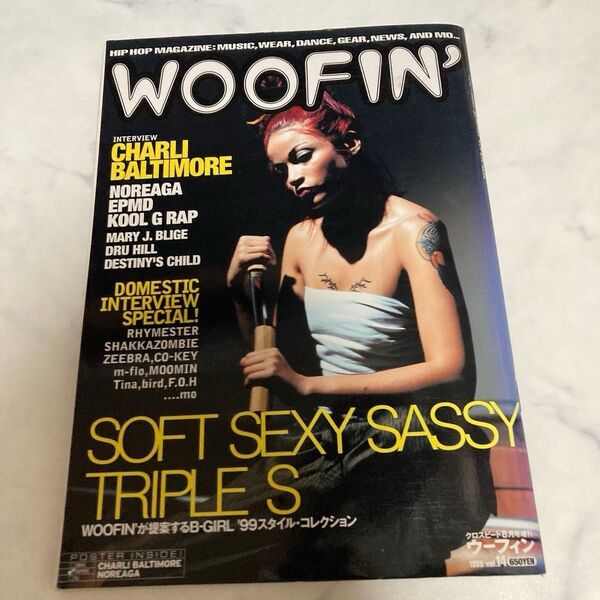 HIP HOP MAGAZINE: MUSIC, WEAR, DANCE, GEAR, NEWS, AND MO...
WOOFIN'
INTERVIEW
CHARLI
BALTIMORE
NOREAGA
EPMD
KOOL G RAP
MARY J. BLIGE
DRU HILL
DESTINY'S CHILD
DOMESTIC
INTERVIEW
SPECIAL!
RHYMESTER
SHAKKAZOMBIE
ZEEBRA, CO-KEY
m-flo, MOOMIN
Tina, bird, F.O.H
....mo
SOFT SEXY SASSY
TRIPLE S
WOOFIN'が提案するB-GIRL '99スタイル・コレクション
POSTER INSIDE!
CHARLI BALTIMORE
NOREAGA
クロスビート8月号増刊
ウーフィン
1999 vol.14 650YEN